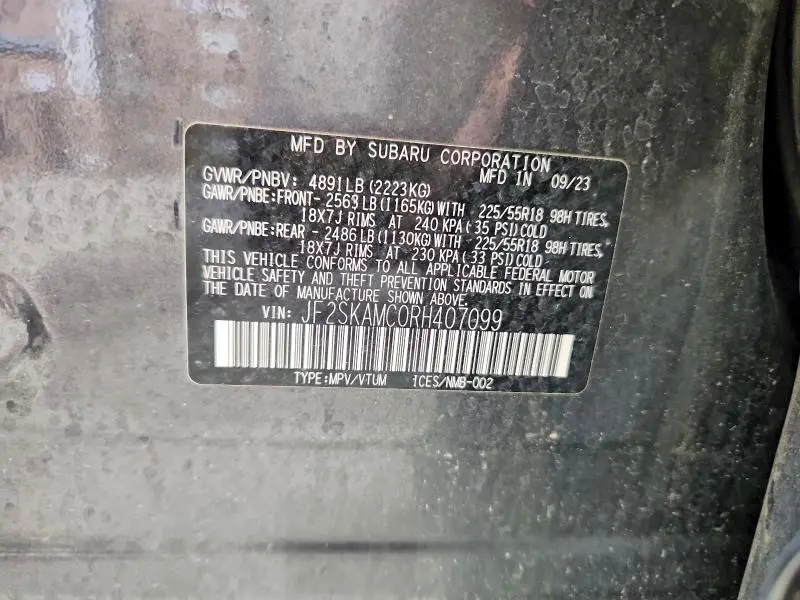 MFD BY SUBARU CORPORATION
GVWR/PNBV: 4891LB(2223KG) MFD IN 09/23
GAWR/PNBE:FRONT- 2568LB(1165KG)WITH 225/55R18 98H TIRES,
18X7J RIMS AT 240 KPA(35 PSI)COLD
GAWR/PNBE:REAR - 2486LB(1130KG)WITH 225/55R18 98H TIRES,
18X7J RIMS AT 230 KPA(33 PSI)COLD
THIS VEHICLE CONFORMS TO ALL APPLICABLE FEDERAL MOTOR
VEHICLE SAFETY AND THEFT PREVENTION STANDARDS IN EFFECT ON
THE DATE OF MANUFACTURE SHOWN ABOVE.
VIN: JF2SKAMC0RH407099
TYPE:MPV/VTUM ICES/NMB-002